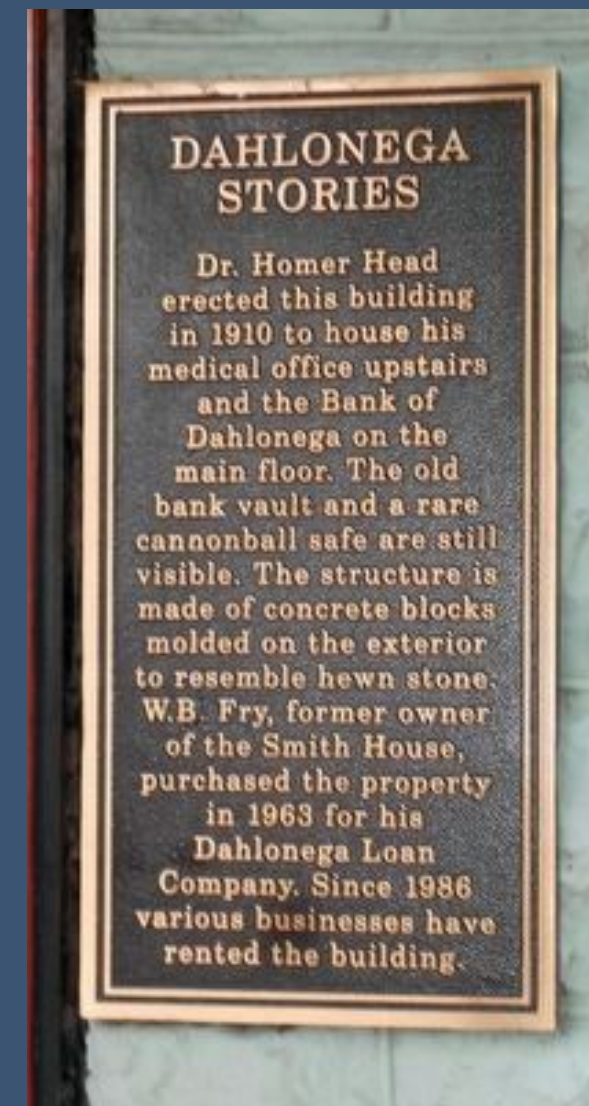 DAHLONEGA
STORIES
Dr. Homer Head
erected this building
in 1910 to house his
medical office upstairs
and the Bank of
Dahlonega on the
main floor. The old
bank vault and a rare
cannonball safe are still
visible. The structure is
made of concrete blocks
molded on the exterior
to resemble hewn stone.
W.B. Fry, former owner
of the Smith House,
purchased the property
in 1963 for his
Dahlonega Loan
Company. Since 1986
various businesses have
rented the building.